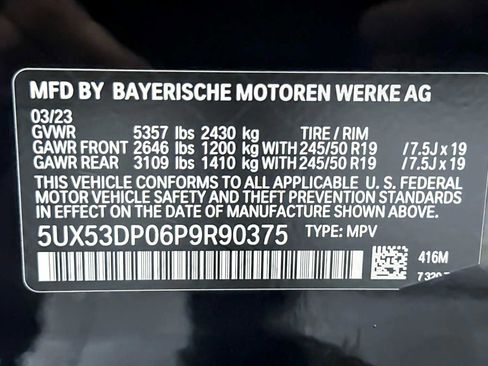 MFD BY BAYERISCHE MOTOREN WERKE AG
03/23
GVWR 5357 lbs 2430 kg TIRE / RIM
GAWR FRONT 2646 lbs 1200 kg WITH 245/50 R19 /7.5J x 19
GAWR REAR 3109 lbs 1410 kg WITH 245/50 R19 /7.5J x 19
THIS VEHICLE CONFORMS TO ALL APPLICABLE U. S. FEDERAL
MOTOR VEHICLE SAFETY AND THEFT PREVENTION STANDARDS
IN EFFECT ON THE DATE OF MANUFACTURE SHOWN ABOVE.
5UX53DP06P9R90375 TYPE: MPV
416M